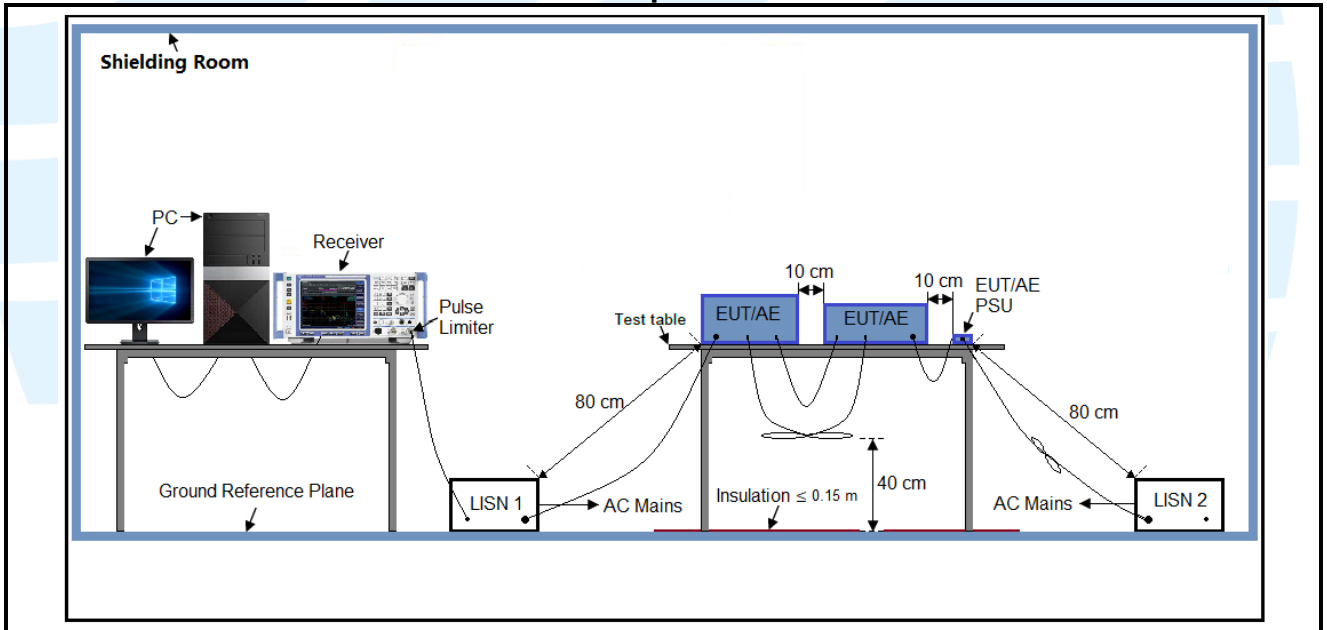 Shielding Room
PC
Receiver
Pulse
Limiter
10 cm
10 cm
EUT/AE
PSU
Test table
EUT/AE
EUT/AE
80 cm
80 cm
Ground Reference Plane
LISN 1
AC Mains
Insulation ≤ 0.15 m
40 cm
AC Mains
LISN 2